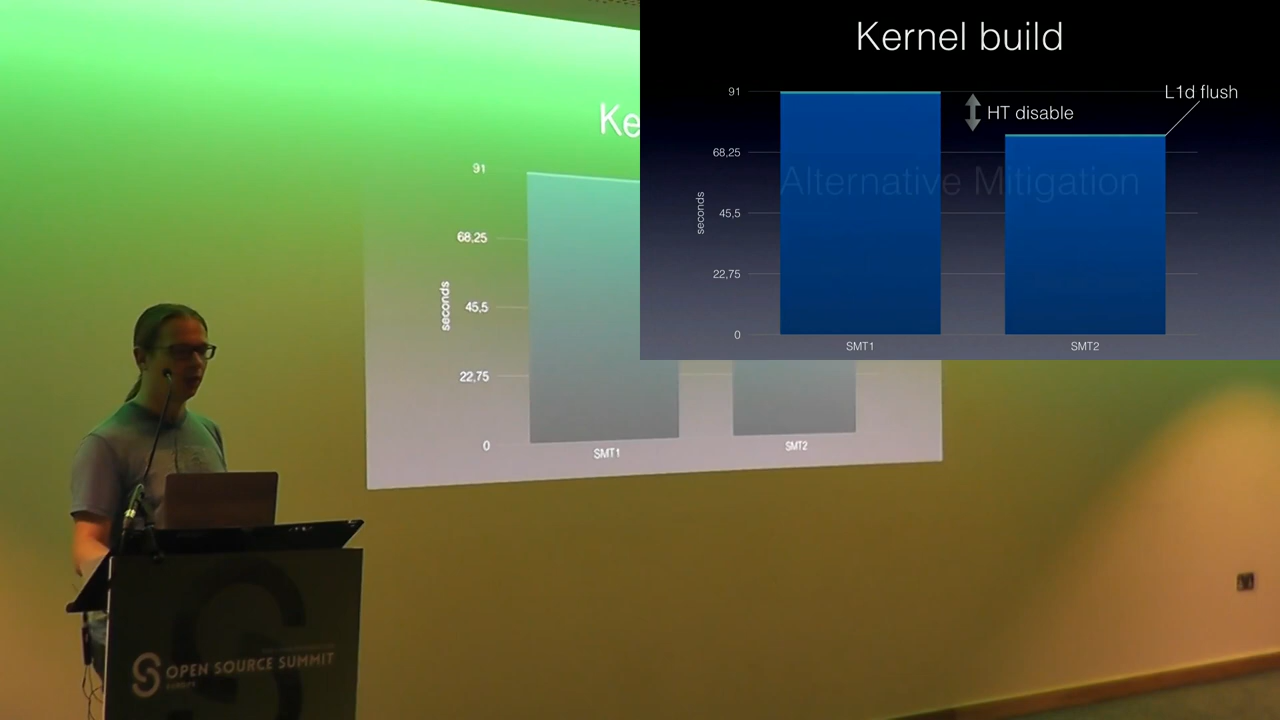 Kernel build
91
HT disable
L1d flush
68,25
Alternative Mitigation
seconds
45,5
22,75
0
SMT1
SMT2
Ke
91
68,25
seconds
45,5
22,75
0
SMT1
SMT2
OPEN SOURCE SUMMIT
EUROPE